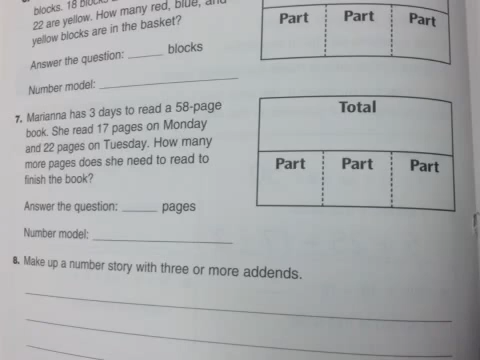 blocks. 18 blocks
22 are yellow. How many red, blue, and
yellow blocks are in the basket?
Answer the question: ______ blocks
Number model: ______
Part Part Part
7. Marianna has 3 days to read a 58-page
book. She read 17 pages on Monday
and 22 pages on Tuesday. How many
more pages does she need to read to
finish the book?
Answer the question: ______ pages
Number model: ______
Total
Part Part Part
8. Make up a number story with three or more addends.